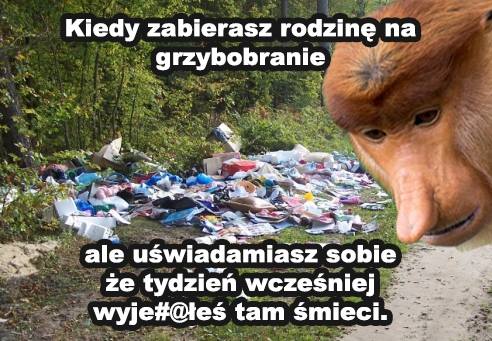 Kiedy zabierasz rodzinę na
grzybobranie
ale uświadamiasz sobie
że tydzień wcześniej
wyje#@łeś tam śmieci.